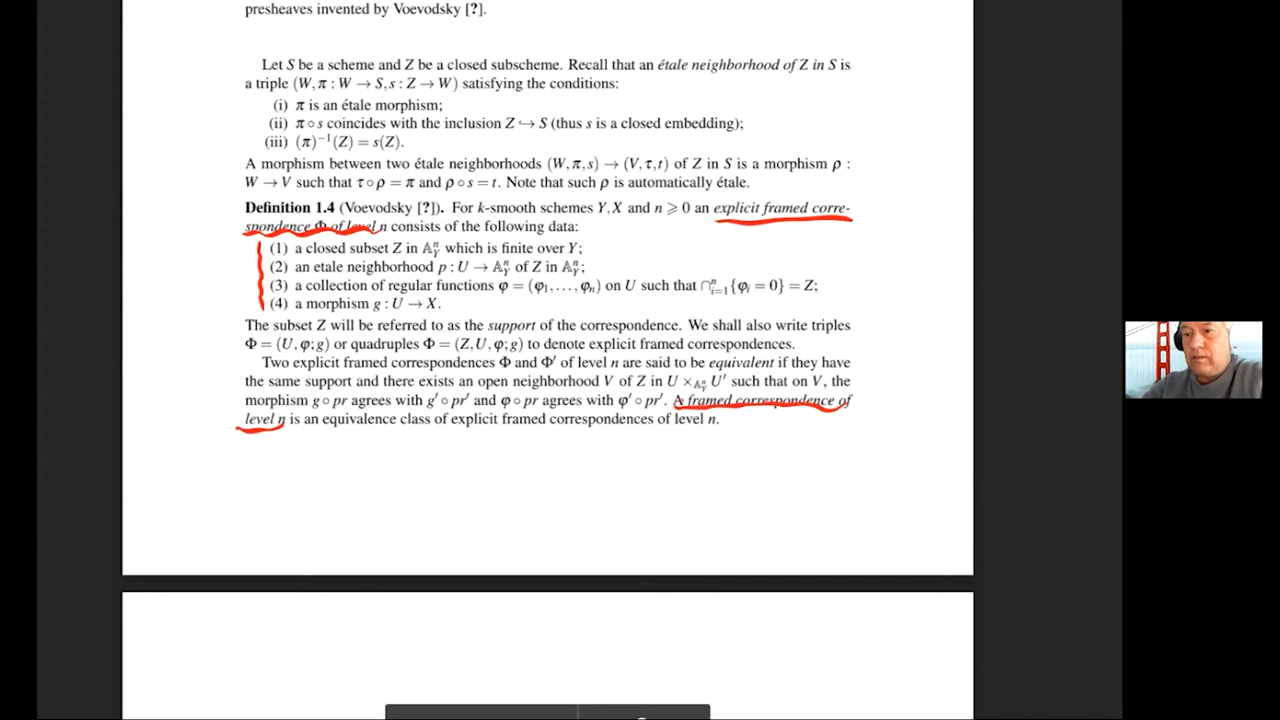 presheaves invented by Voevodsky [?].
Let S be a scheme and Z be a closed subscheme. Recall that an étale neighborhood of Z in S is
a triple (W, π : W → S, s : Z → W) satisfying the conditions:
(i) π is an étale morphism;
(ii) π ∘ s coincides with the inclusion Z ↪ S (thus s is a closed embedding);
(iii) (π)⁻¹(Z) = s(Z).
A morphism between two étale neighborhoods (W, π, s) → (V, τ, t) of Z in S is a morphism ρ :
W → V such that τ ∘ ρ = π and ρ ∘ s = t. Note that such ρ is automatically étale.
Definition 1.4 (Voevodsky [?]). For k-smooth schemes Y, X and n ⩾ 0 an explicit framed corre-
spondence Φ of level n consists of the following data:
(1) a closed subset Z in 𝔸ⁿ_Y which is finite over Y;
(2) an etale neighborhood p : U → 𝔸ⁿ_Y of Z in 𝔸ⁿ_Y;
(3) a collection of regular functions φ = (φ₁, …, φₙ) on U such that ∩ⁿ_{i=1}{φᵢ = 0} = Z;
(4) a morphism g : U → X.
The subset Z will be referred to as the support of the correspondence. We shall also write triples
Φ = (U, φ; g) or quadruples Φ = (Z, U, φ; g) to denote explicit framed correspondences.
Two explicit framed correspondences Φ and Φ′ of level n are said to be equivalent if they have
the same support and there exists an open neighborhood V of Z in U ×_{𝔸ⁿ_Y} U′ such that on V, the
morphism g ∘ pr agrees with g′ ∘ pr′ and φ ∘ pr agrees with φ′ ∘ pr′. A framed correspondence of
level n is an equivalence class of explicit framed correspondences of level n.